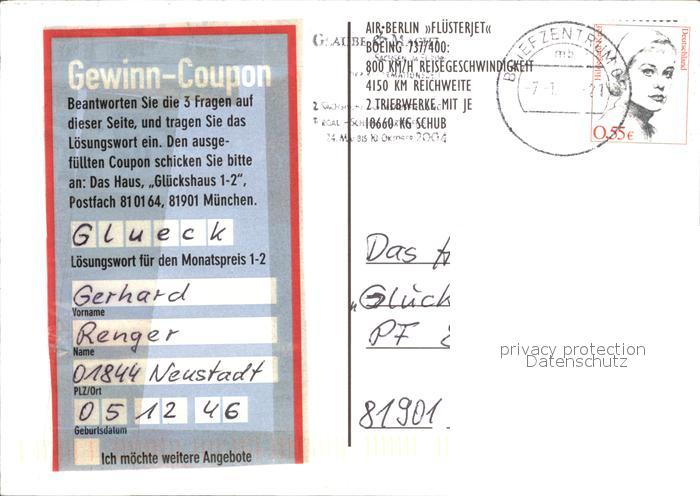 Gewinn-Coupon
Beantworten Sie die 3 Fragen auf
dieser Seite, und tragen Sie das
Lösungswort ein. Den ausge-
füllten Coupon schicken Sie bitte
an: Das Haus, „Glückshaus 1-2“,
Postfach 81 01 64, 81901 München.
Glueck
Lösungswort für den Monatspreis 1-2
Gerhard
Vorname
Renger
Name
01844 Neustadt
PLZ/Ort
05 12 46
Geburtsdatum
Ich möchte weitere Angebote
AIR-BERLIN »FLÜSTERJET«
BOEING 737/400:
800 KM/H REISEGESCHWINDIGKEIT
4150 KM REICHWEITE
2 TRIEBWERKE MIT JE
10660 KG SCHUB
BRIEFZENTRUM
mb
Deutschland
0,55€
Das
„Glück
PF
81901
privacy protection
Datenschutz